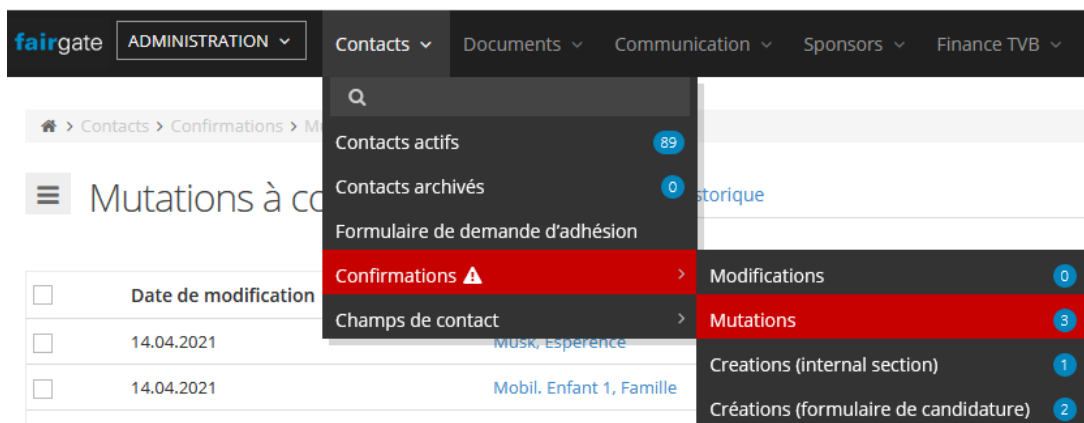 fairgate ADMINISTRATION Contacts Documents Communication Sponsors Finance TVB
> Contacts > Confirmations >
Contacts actifs 89
Contacts archivés 0
Mutations à storique
Formulaire de demande d'adhésion
Confirmations > Modifications 0
Date de modification
Champs de contact > Mutations 3
14.04.2021 Musk, Esperence
Creations (internal section) 1
14.04.2021 Mobil. Enfant 1, Famille
Créations (formulaire de candidature) 2